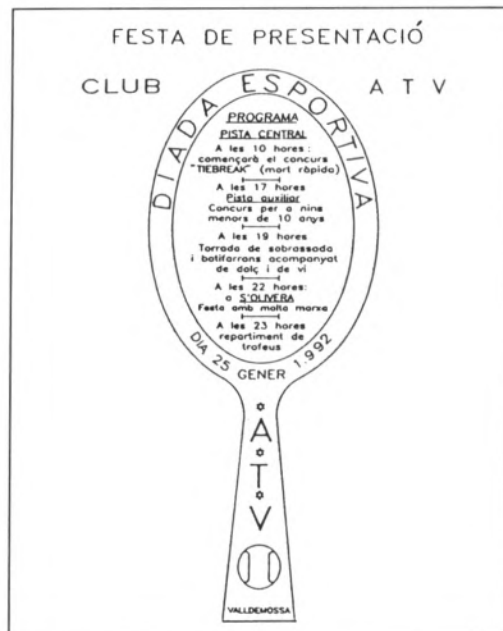 FESTA DE PRESENTACIÓ
CLUB A T V
DIADA ESPORTIVA
PROGRAMA
PISTA CENTRAL
A les 10 hores:
començarà el concurs
"TIEBREAK" (mort ràpida)
A les 17 hores
Pista auxiliar
Concurs per a nins
menors de 10 anys
A les 19 hores
Torrada de sobrassada
i botifarrons acompanyat
de dolç i de vi
A les 22 hores:
a S'OLIVERA
Festa amb molta marxa
A les 23 hores
repartiment de
trofeus
DIA 25 GENER 1.992
A
T
V
VALLDEMOSSA